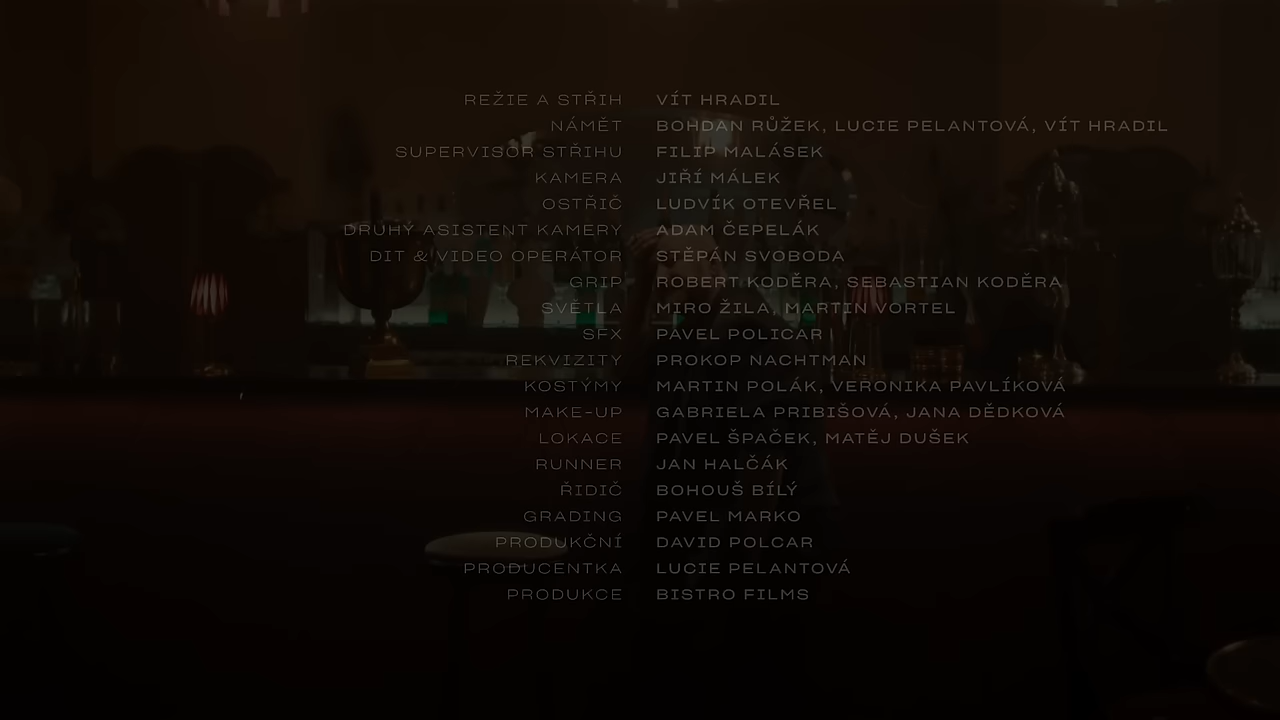 REŽIE A STŘIH VÍT HRADIL
NÁMĚT BOHDAN RŮŽEK, LUCIE PELANTOVÁ, VÍT HRADIL
SUPERVISOR STŘIHU FILIP MALÁSEK
KAMERA JIŘÍ MÁLEK
OSTŘIČ LUDVÍK OTEVŘEL
DRUHÝ ASISTENT KAMERY ADAM ČEPELÁK
DIT & VIDEO OPERÁTOR STĚPÁN SVOBODA
GRIP ROBERT KODĚRA, SEBASTIAN KODĚRA
SVĚTLA MIRO ŽILA, MARTIN VORTEL
SFX PAVEL POLICAR
REKVIZITY PROKOP NACHTMAN
KOSTÝMY MARTIN POLÁK, VERONIKA PAVLÍKOVÁ
MAKE-UP GABRIELA PRIBIŠOVÁ, JANA DĚDKOVÁ
LOKACE PAVEL ŠPAČEK, MATĚJ DUŠEK
RUNNER JAN HALČÁK
ŘIDIČ BOHOUŠ BÍLÝ
GRADING PAVEL MARKO
PRODUKČNÍ DAVID POLCAR
PRODUCENTKA LUCIE PELANTOVÁ
PRODUKCE BISTRO FILMS